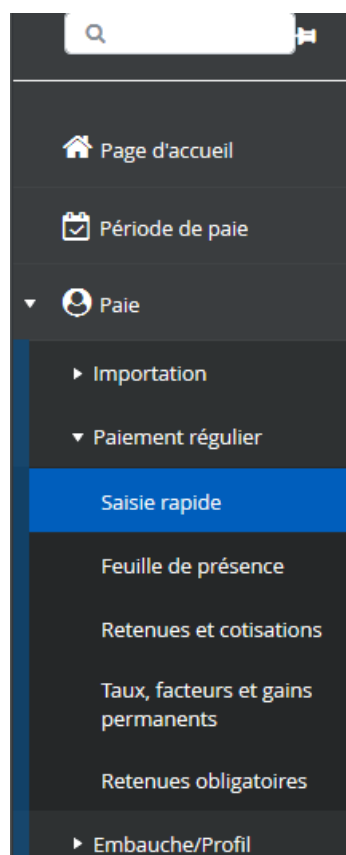 Page d'accueil
Période de paie
Paie
Importation
Paiement régulier
Saisie rapide
Feuille de présence
Retenues et cotisations
Taux, facteurs et gains
permanents
Retenues obligatoires
Embauche/Profil